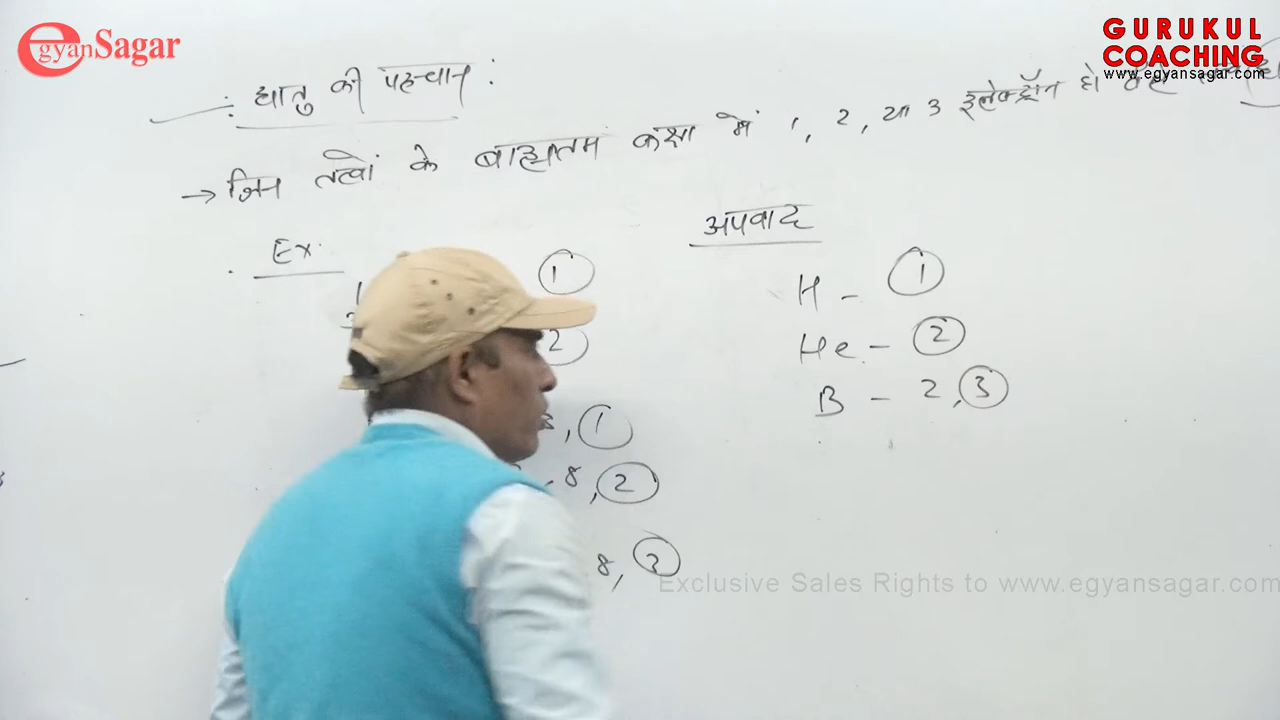 egyanSagar
GURUKUL
COACHING
www.egyansagar.com
: धातु की पहचान :
→ जिन तत्वों के बाह्यतम कक्षा में 1, 2, या 3 इलेक्ट्रॉन हो
Ex.
अपवाद
1
H - 1
2
He - 2
B - 2, 3
, 1
, 8, 2
8, 3
Exclusive Sales Rights to www.egyansagar.com